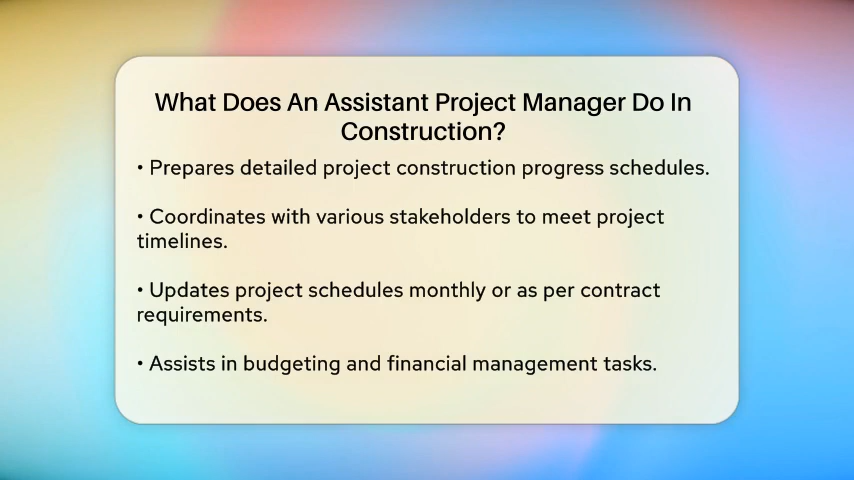 What Does An Assistant Project Manager Do In
Construction?
• Prepares detailed project construction progress schedules.
• Coordinates with various stakeholders to meet project
timelines.
• Updates project schedules monthly or as per contract
requirements.
• Assists in budgeting and financial management tasks.